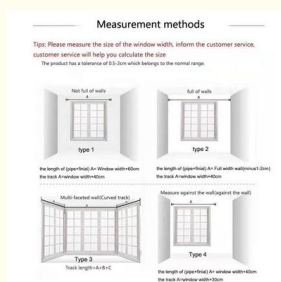 Measurement methods
Tips: Please measure the size of the window width, inform the customer service,
customer service will help you calculate the size
The product has a tolerance of 0.5-2cm which belongs to the normal range.
Not full of walls
A
type 1
the length of (pipe+finial) A= Window width+60cm
the track A=window width+40cm
full of walls
A
type 2
the length of (pipe+finial) A= Full width wall(minus1-2cm)
the track A=window width+40cm
Multi-faceted wall(Curved track)
A
Type 3
Track length=A+B+C
Measure against the wall(against the wall)
A
Type 4
the length of (pipe+finial) A= window width+40cm
the track A=window width+30cm